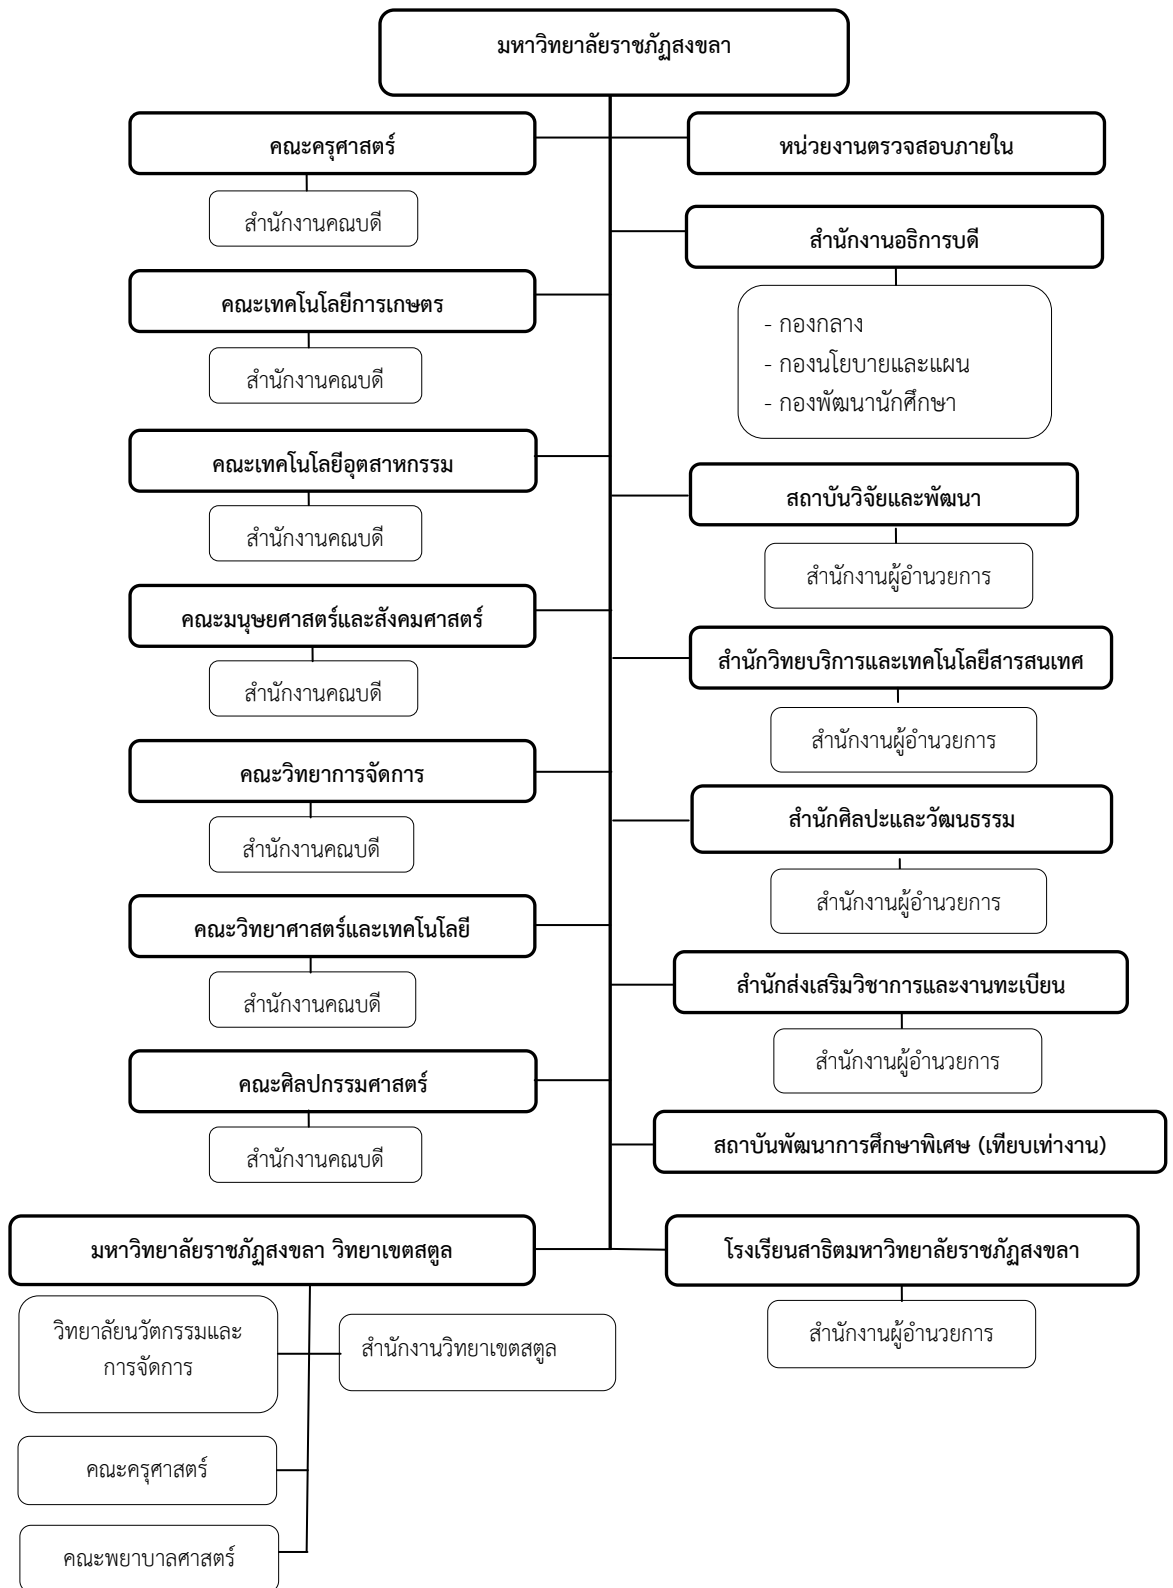 มหาวิทยาลัยราชภัฏสงขลา
คณะครุศาสตร์
หน่วยงานตรวจสอบภายใน
สำนักงานคณบดี
สำนักงานอธิการบดี
คณะเทคโนโลยีการเกษตร
- กองกลาง
- กองนโยบายและแผน
- กองพัฒนานักศึกษา
สำนักงานคณบดี
คณะเทคโนโลยีอุตสาหกรรม
สถาบันวิจัยและพัฒนา
สำนักงานคณบดี
สำนักงานผู้อำนวยการ
คณะมนุษยศาสตร์และสังคมศาสตร์
สำนักวิทยบริการและเทคโนโลยีสารสนเทศ
สำนักงานคณบดี
สำนักงานผู้อำนวยการ
คณะวิทยาการจัดการ
สำนักศิลปะและวัฒนธรรม
สำนักงานคณบดี
สำนักงานผู้อำนวยการ
คณะวิทยาศาสตร์และเทคโนโลยี
สำนักส่งเสริมวิชาการและงานทะเบียน
สำนักงานคณบดี
สำนักงานผู้อำนวยการ
คณะศิลปกรรมศาสตร์
สถาบันพัฒนาการศึกษาพิเศษ (เทียบเท่างาน)
สำนักงานคณบดี
มหาวิทยาลัยราชภัฏสงขลา วิทยาเขตสตูล
โรงเรียนสาธิตมหาวิทยาลัยราชภัฏสงขลา
วิทยาลัยนวัตกรรมและ
การจัดการ
สำนักงานวิทยาเขตสตูล
สำนักงานผู้อำนวยการ
คณะครุศาสตร์
คณะพยาบาลศาสตร์